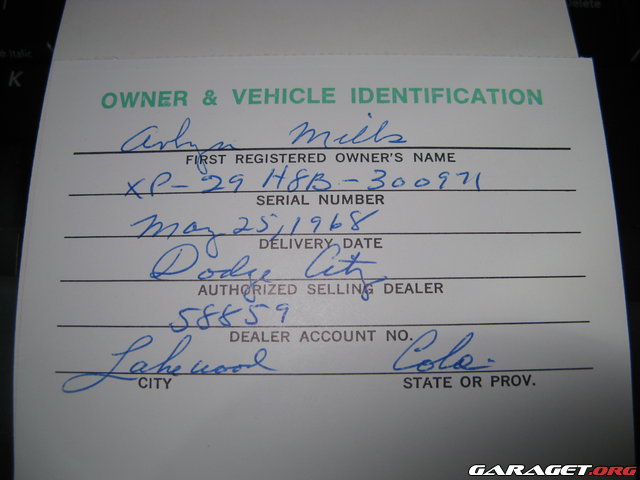 OWNER & VEHICLE IDENTIFICATION
Arlyn Mills
FIRST REGISTERED OWNER'S NAME
XP-29 H8B-300971
SERIAL NUMBER
May 25, 1968
DELIVERY DATE
Dodge City
AUTHORIZED SELLING DEALER
58859
DEALER ACCOUNT NO.
Lakewood Colo.
CITY STATE OR PROV.
GARAGET.ORG